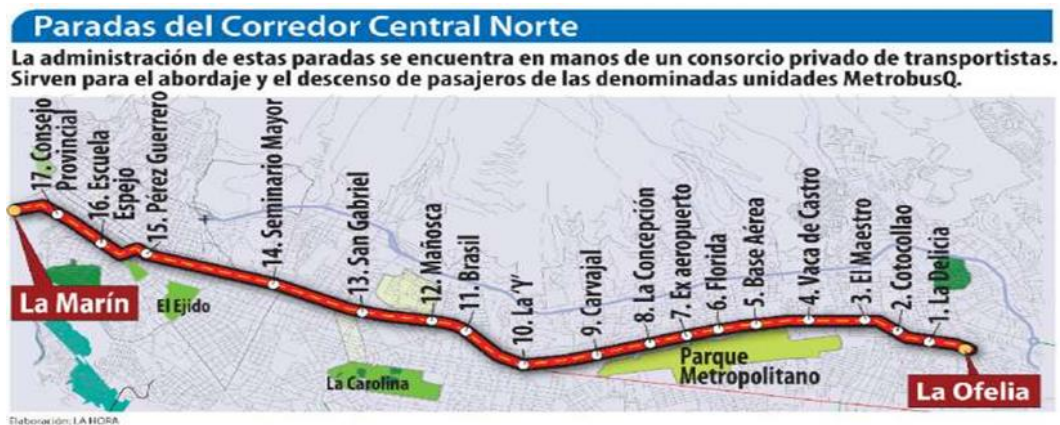 Paradas del Corredor Central Norte
La administración de estas paradas se encuentra en manos de un consorcio privado de transportistas.
Sirven para el abordaje y el descenso de pasajeros de las denominadas unidades MetrobusQ.
17. Consejo
Provincial
16. Escuela
Espejo
15. Pérez Guerrero
14. Seminario Mayor
13. San Gabriel
12. Mañosca
11. Brasil
10. La "Y"
9. Carvajal
8. La Concepción
7. Ex aeropuerto
6. Florida
5. Base Aérea
4. Vaca de Castro
3. El Maestro
2. Cotocollao
1. La Delicia
La Marín
El Ejido
La Carolina
Parque
Metropolitano
La Ofelia
Elaboración: LA HORA